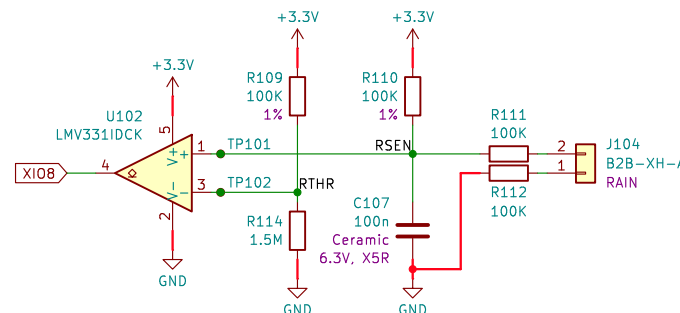 +3.3V
+3.3V
+3.3V
R109
100K
1%
R110
100K
1%
U102
LMV331IDCK
5
V+
+
1
TP101
RSEN
R111
100K
2
J104
B2B-XH-A
1
RAIN
XIO8
4
V-
-
3
TP102
RTHR
R112
100K
2
R114
1.5M
C107
100n
Ceramic
6.3V, X5R
GND
GND
GND